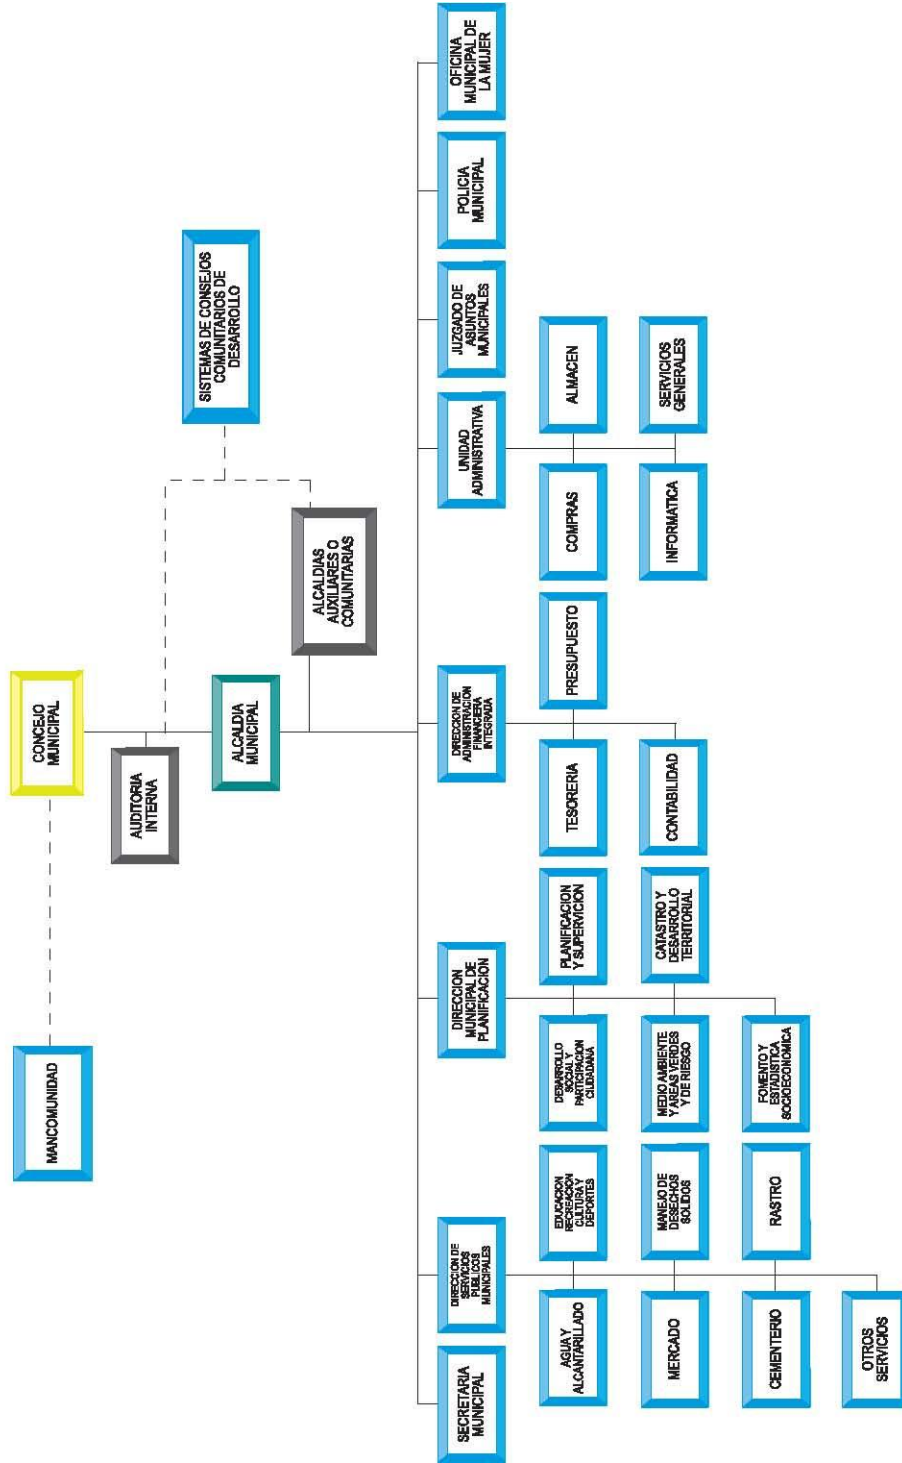 CONCEJO
MUNICIPAL
MANCOMUNIDAD
AUDITORIA
INTERNA
SISTEMAS DE CONSEJOS
COMUNITARIOS DE
DESARROLLO
ALCALDIA
MUNICIPAL
ALCALDIAS
AUXILIARES O
COMUNITARIAS
SECRETARIA
MUNICIPAL
DIRECCION DE
SERVICIOS
PUBLICOS
MUNICIPALES
DIRECCION
MUNICIPAL DE
PLANIFICACION
DIRECCION DE
ADMINISTRACION
FINANCIERA
INTEGRADA
UNIDAD
ADMINISTRATIVA
JUZGADO DE
ASUNTOS
MUNICIPALES
POLICIA
MUNICIPAL
OFICINA
MUNICIPAL DE
LA MUJER
AGUA Y
ALCANTARILLADO
EDUCACION
RECREACION
CULTURA Y
DEPORTES
DESARROLLO
SOCIAL Y
PARTICIPACION
CIUDADANA
PLANIFICACION
Y SUPERVICION
TESORERIA
PRESUPUESTO
COMPRAS
ALMACEN
MERCADO
MANEJO DE
DESECHOS
SOLIDOS
MEDIO AMBIENTE
Y AREAS VERDES
Y DE RIESGO
CATASTRO Y
DESARROLLO
TERRITORIAL
CONTABILIDAD
INFORMATICA
SERVICIOS
GENERALES
CEMENTERIO
RASTRO
FOMENTO Y
ESTADISTICA
SOCIOECONOMICA
OTROS
SERVICIOS